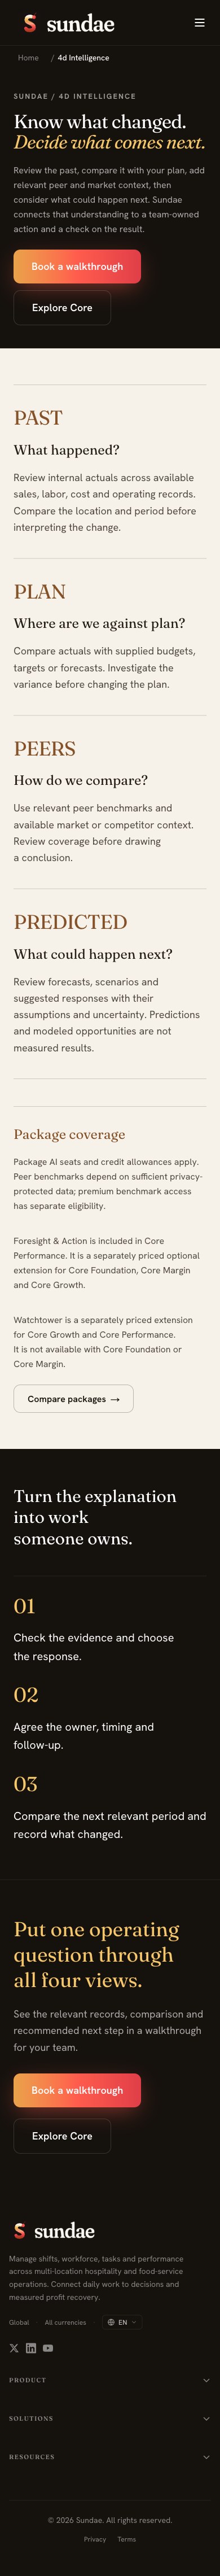 sundae
Home / 4d Intelligence
SUNDAE / 4D INTELLIGENCE
Know what changed.
Decide what comes next.
Review the past, compare it with your plan, add
relevant peer and market context, then
consider what could happen next. Sundae
connects that understanding to a team-owned
action and a check on the result.
Book a walkthrough
Explore Core
PAST
What happened?
Review internal actuals across available
sales, labor, cost and operating records.
Compare the location and period before
interpreting the change.
PLAN
Where are we against plan?
Compare actuals with supplied budgets,
targets or forecasts. Investigate the
variance before changing the plan.
PEERS
How do we compare?
Use relevant peer benchmarks and
available market or competitor context.
Review coverage before drawing
a conclusion.
PREDICTED
What could happen next?
Review forecasts, scenarios and
suggested responses with their
assumptions and uncertainty. Predictions
and modeled opportunities are not
measured results.
Package coverage
Package AI seats and credit allowances apply.
Peer benchmarks depend on sufficient privacy-
protected data; premium benchmark access
has separate eligibility.
Foresight & Action is included in Core
Performance. It is a separately priced optional
extension for Core Foundation, Core Margin
and Core Growth.
Watchtower is a separately priced extension
for Core Growth and Core Performance.
It is not available with Core Foundation or
Core Margin.
Compare packages →
Turn the explanation
into work
someone owns.
01
Check the evidence and choose
the response.
02
Agree the owner, timing and
follow-up.
03
Compare the next relevant period and
record what changed.
Put one operating
question through
all four views.
See the relevant records, comparison and
recommended next step in a walkthrough
for your team.
Book a walkthrough
Explore Core
sundae
Manage shifts, workforce, tasks and performance
across multi-location hospitality and food-service
operations. Connect daily work to decisions and
measured profit recovery.
Global All currencies EN
PRODUCT
SOLUTIONS
RESOURCES
© 2026 Sundae. All rights reserved.
Privacy Terms